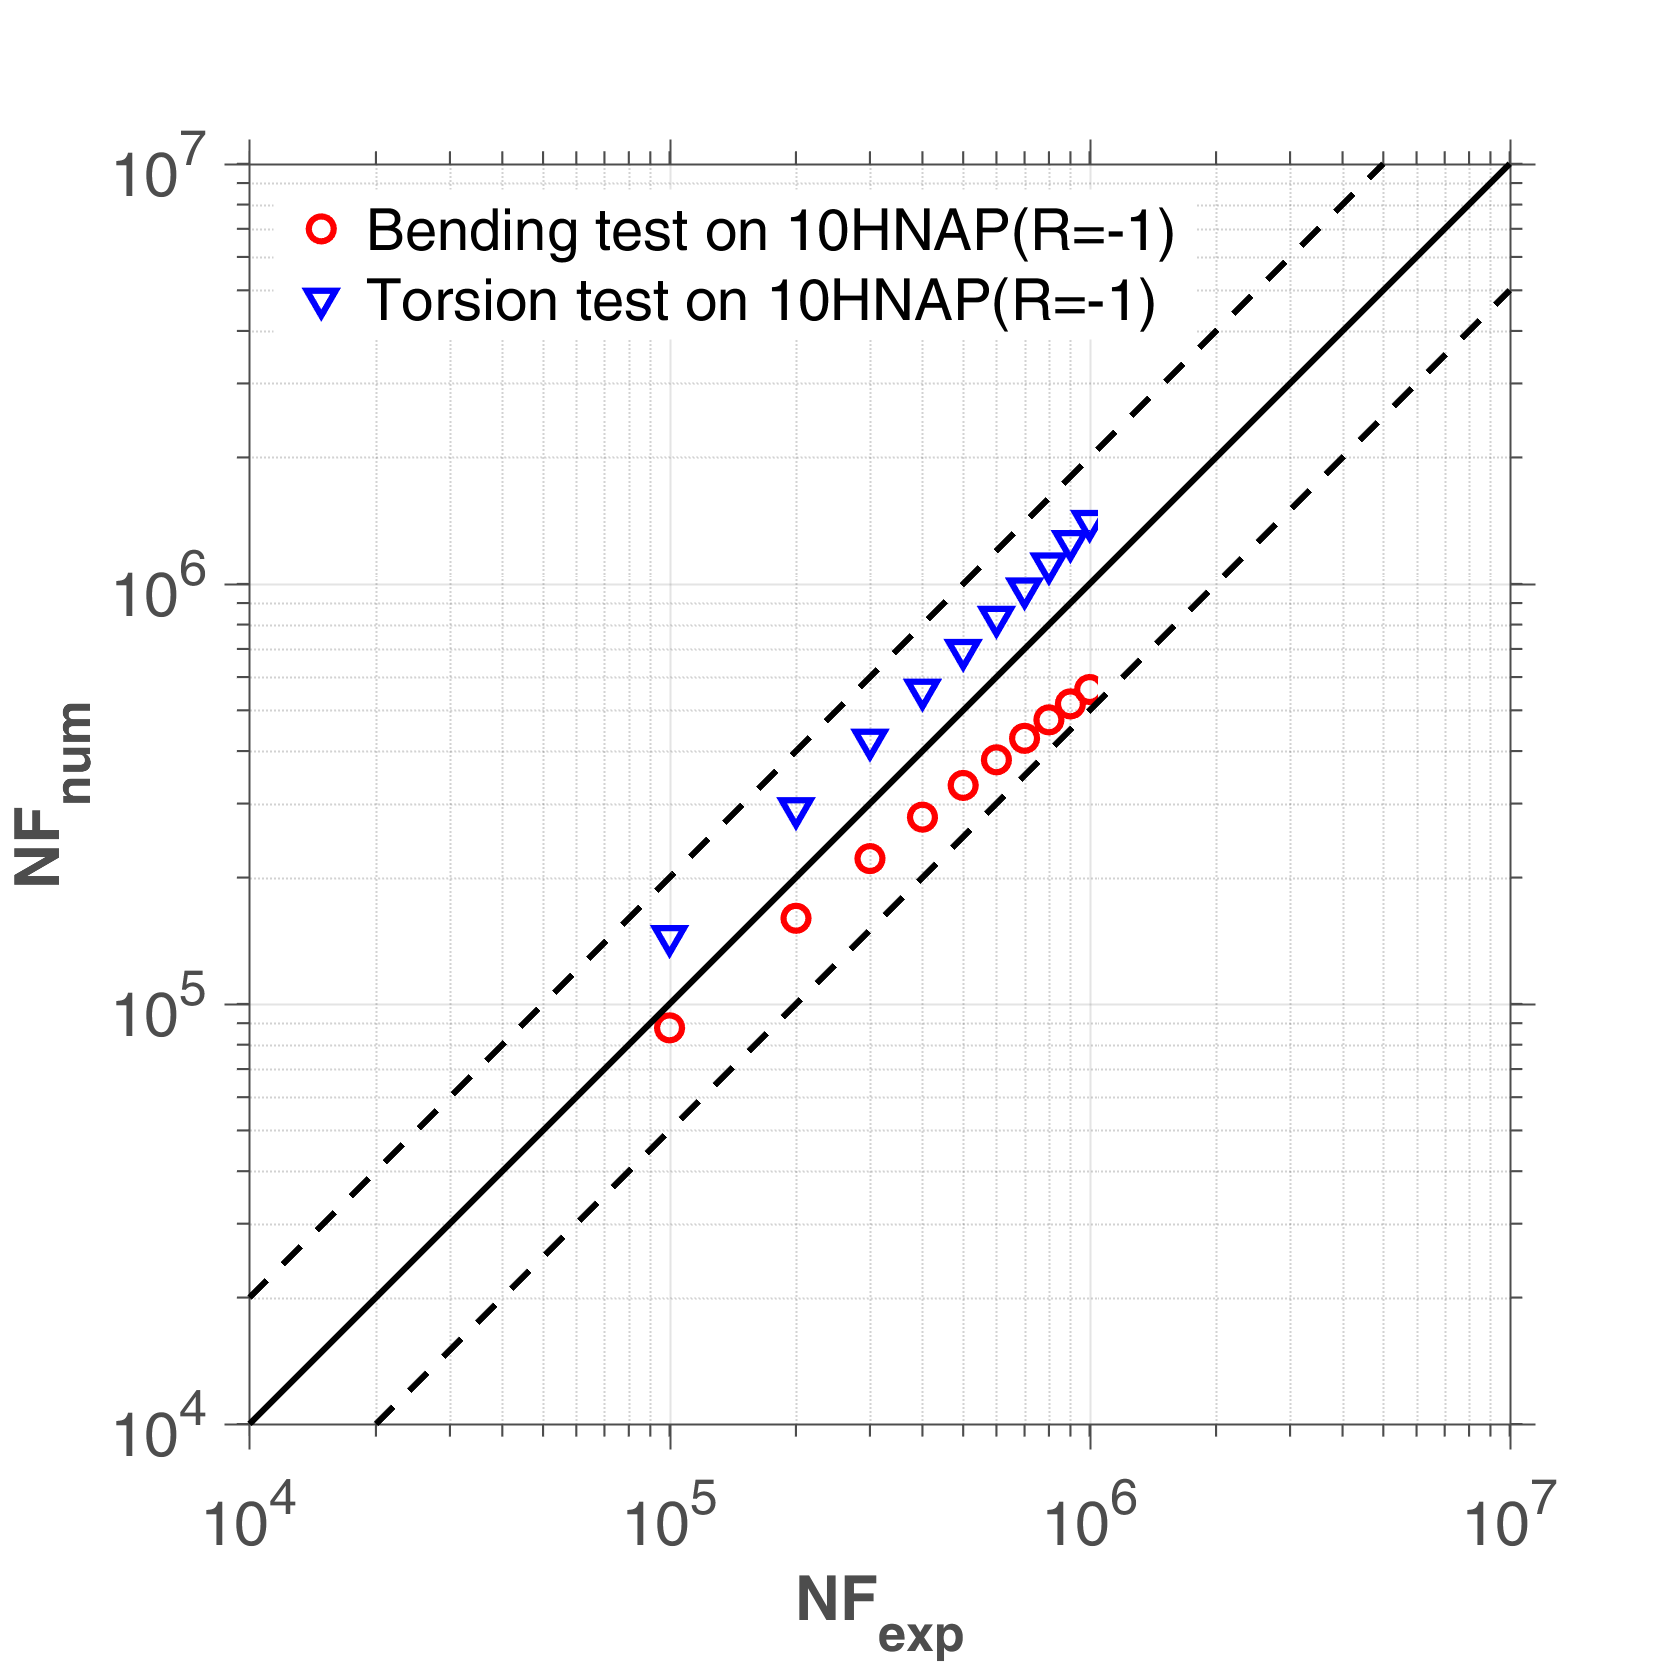 10^7
Bending test on 10HNAP(R=-1)
Torsion test on 10HNAP(R=-1)
10^6
NF_num
10^5
10^4
10^4 10^5 10^6 10^7
NF_exp